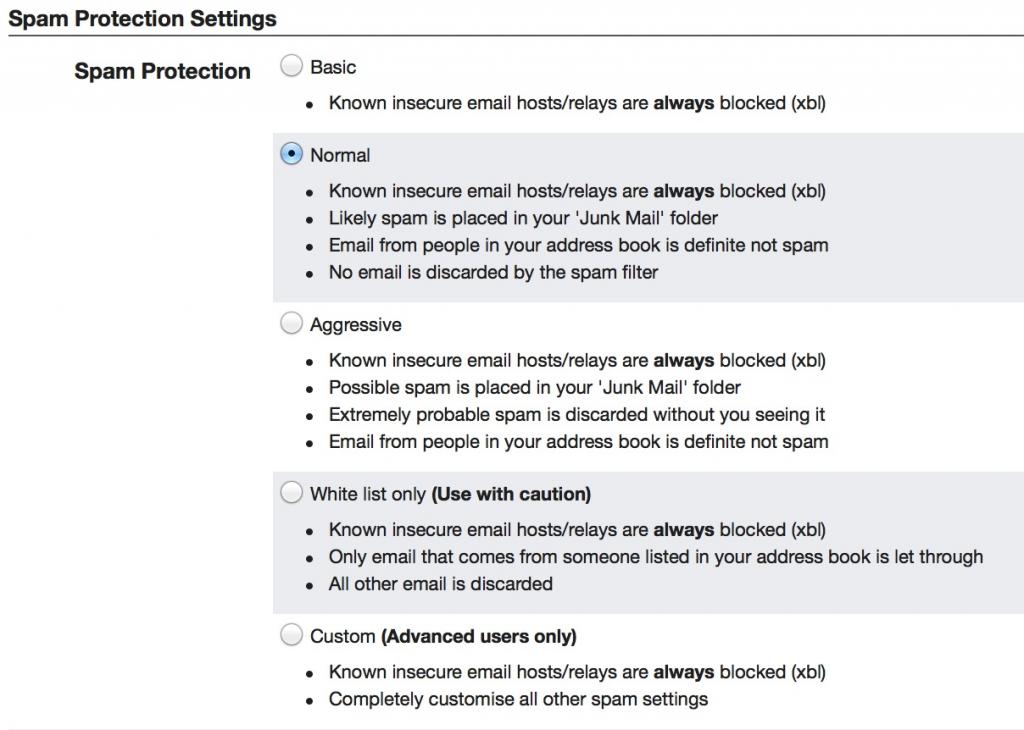 Spam Protection Settings
Spam Protection
Basic
Known insecure email hosts/relays are always blocked (xbl)
Normal
Known insecure email hosts/relays are always blocked (xbl)
Likely spam is placed in your 'Junk Mail' folder
Email from people in your address book is definite not spam
No email is discarded by the spam filter
Aggressive
Known insecure email hosts/relays are always blocked (xbl)
Possible spam is placed in your 'Junk Mail' folder
Extremely probable spam is discarded without you seeing it
Email from people in your address book is definite not spam
White list only (Use with caution)
Known insecure email hosts/relays are always blocked (xbl)
Only email that comes from someone listed in your address book is let through
All other email is discarded
Custom (Advanced users only)
Known insecure email hosts/relays are always blocked (xbl)
Completely customise all other spam settings